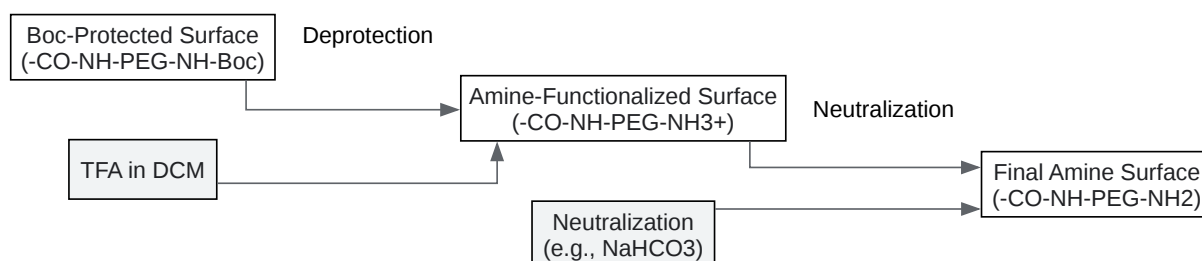 Boc-Protected Surface
(-CO-NH-PEG-NH-Boc)
Deprotection
Amine-Functionalized Surface
(-CO-NH-PEG-NH3+)
Neutralization
TFA in DCM
Final Amine Surface
(-CO-NH-PEG-NH2)
Neutralization
(e.g., NaHCO3)